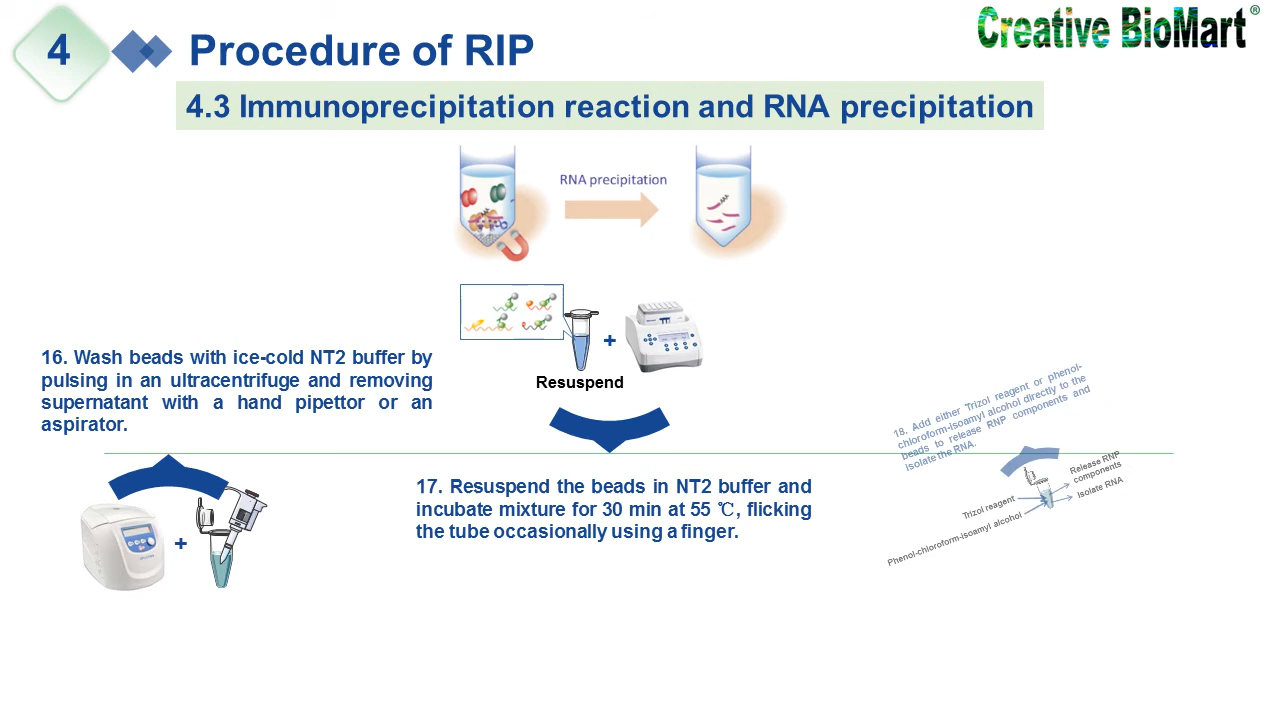 4
Procedure of RIP
Creative BioMart®
4.3 Immunoprecipitation reaction and RNA precipitation
RNA precipitation
+
Resuspend
16. Wash beads with ice-cold NT2 buffer by
pulsing in an ultracentrifuge and removing
supernatant with a hand pipettor or an
aspirator.
+
17. Resuspend the beads in NT2 buffer and
incubate mixture for 30 min at 55 ℃, flicking
the tube occasionally using a finger.
18. Add either Trizol reagent or phenol-
chloroform-isoamyl alcohol directly to the
beads to release RNP components and
isolate the RNA.
Release RNP
components
Isolate RNA
Trizol reagent
Phenol-chloroform-isoamyl alcohol